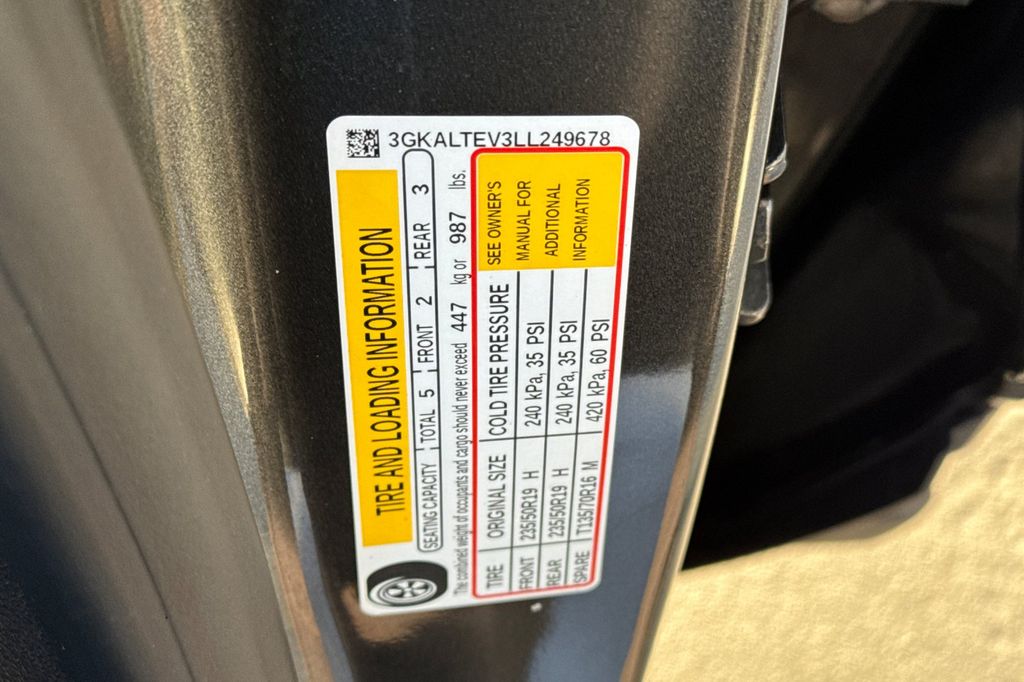 3GKALTEV3LL249678
TIRE AND LOADING INFORMATION
SEATING CAPACITY TOTAL 5 FRONT 2 REAR 3
The combined weight of occupants and cargo should never exceed 447 kg or 987 lbs.
TIRE ORIGINAL SIZE COLD TIRE PRESSURE
FRONT 235/50R19 H 240 kPa, 35 PSI
REAR 235/50R19 H 240 kPa, 35 PSI
SPARE T135/70R16 M 420 kPa, 60 PSI
SEE OWNER'S
MANUAL FOR
ADDITIONAL
INFORMATION